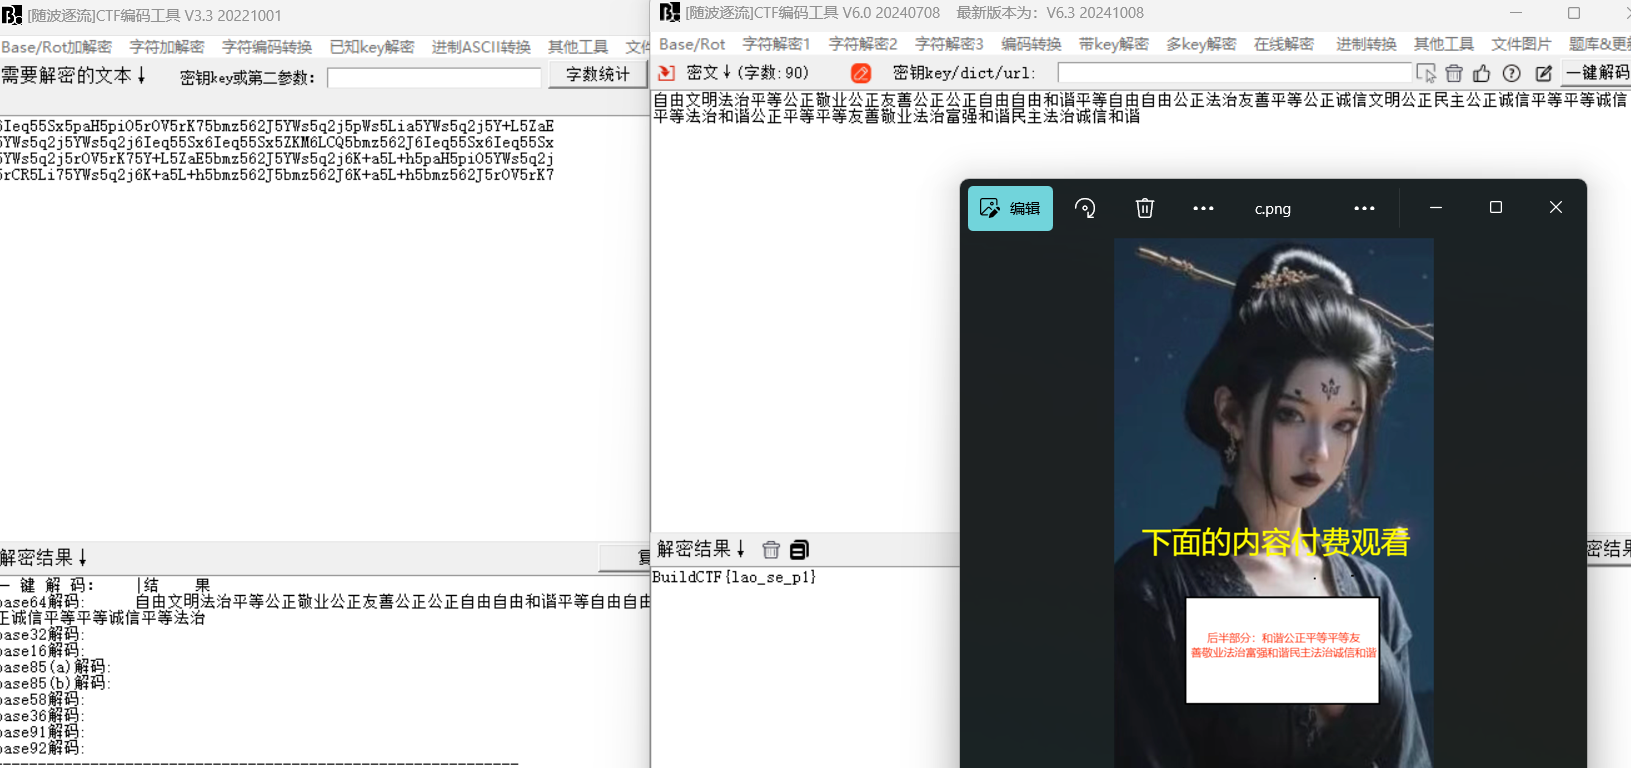 [随波逐流]CTF编码工具 V3.3 20221001
Base/Rot加解密 字符加解密 字符编码转换 已知key解密 进制ASCII转换 其他工具
需要解密的文本↓ 密钥key或第二参数: 字数统计
6Ieq55Sx5paH5piO5rOV5rK75bmz562J5YWs5q2j5pWs5Lia5YWs5q2j5Y+L5ZaE
5YWs5q2j5YWs5q2j6Ieq55Sx6Ieq55Sx5ZKM6LCQ5bmz562J6Ieq55Sx6Ieq55Sx
5YWs5q2j5rOV5rK75Y+L5ZaE5bmz562J5YWs5q2j6K+a5L+h5paH5piO5YWs5q2j
5rCR5Li75YWs5q2j6K+a5L+h5bmz562J5bmz562J6K+a5L+h5bmz562J5rOV5rK7
解密结果↓
一 键 解 码: |结 果
base64解码: 自由文明法治平等公正敬业公正友善公正公正自由自由和谐平等自由自由
正诚信平等平等诚信平等法治
base32解码:
base16解码:
base85(a)解码:
base85(b)解码:
base58解码:
base36解码:
base91解码:
base92解码:
[随波逐流]CTF编码工具 V6.0 20240708 最新版本为: V6.3 20241008
Base/Rot 字符解密1 字符解密2 字符解密3 编码转换 带key解密 多key解密 在线解密 进制转换 其他工具 文件图片 题库&更新
密文↓(字数:90) 密钥key/dict/url: 一键解码
自由文明法治平等公正敬业公正友善公正公正自由自由和谐平等自由自由公正法治友善平等公正诚信文明公正民主公正诚信平等平等诚信
平等法治和谐公正平等平等友善敬业法治富强和谐民主法治诚信和谐
解密结果↓
BuildCTF{lao_se_p1}
编辑 c.png
下面的内容付费观看
后半部分: 和谐公正平等平等友
善敬业法治富强和谐民主法治诚信和谐
密结果